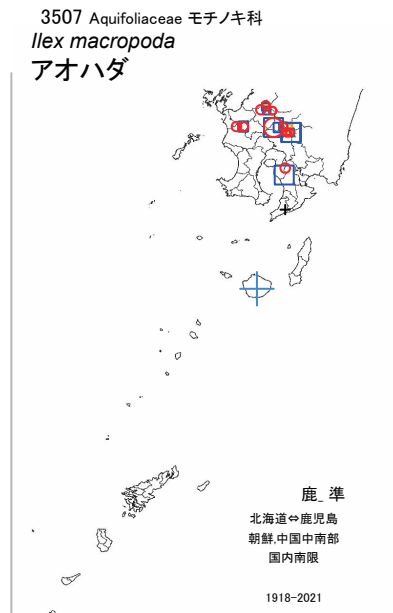 3507 Aquifoliaceae モチノキ科
Ilex macropoda
アオハダ
鹿_ 準
北海道⇔鹿児島
朝鮮.中国中南部
国内南限
1918-2021